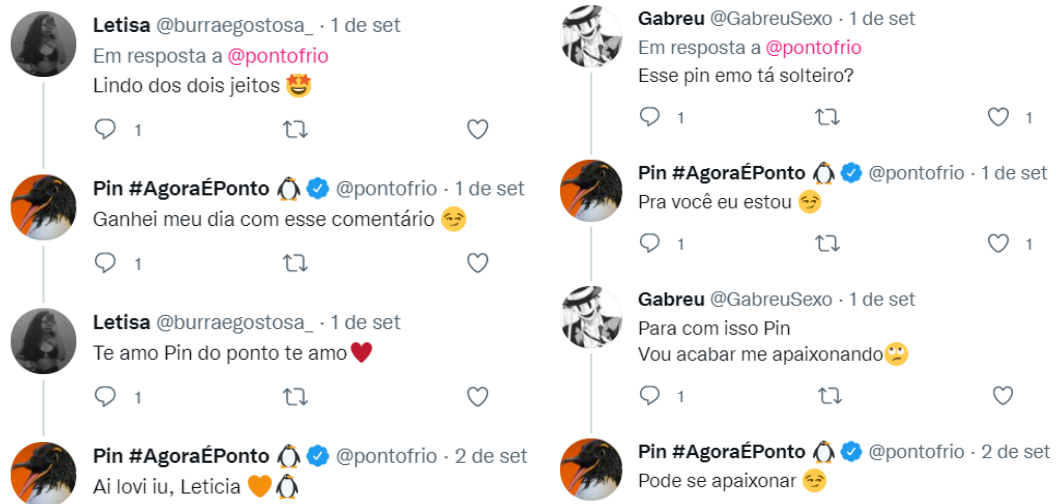 Letisa @burraegostosa_ · 1 de set
Em resposta a @pontofrio
Lindo dos dois jeitos 🤩
1
Pin #AgoraÉPonto 🐧 @pontofrio · 1 de set
Ganhei meu dia com esse comentário 😏
1
Letisa @burraegostosa_ · 1 de set
Te amo Pin do ponto te amo♥
1
Pin #AgoraÉPonto 🐧 @pontofrio · 2 de set
Ai lovi iu, Leticia 🧡🐧
Gabreu @GabreuSexo · 1 de set
Em resposta a @pontofrio
Esse pin emo tá solteiro?
1 1
Pin #AgoraÉPonto 🐧 @pontofrio · 1 de set
Pra você eu estou 😏
1 1
Gabreu @GabreuSexo · 1 de set
Para com isso Pin
Vou acabar me apaixonando🙄
1
Pin #AgoraÉPonto 🐧 @pontofrio · 2 de set
Pode se apaixonar 😏